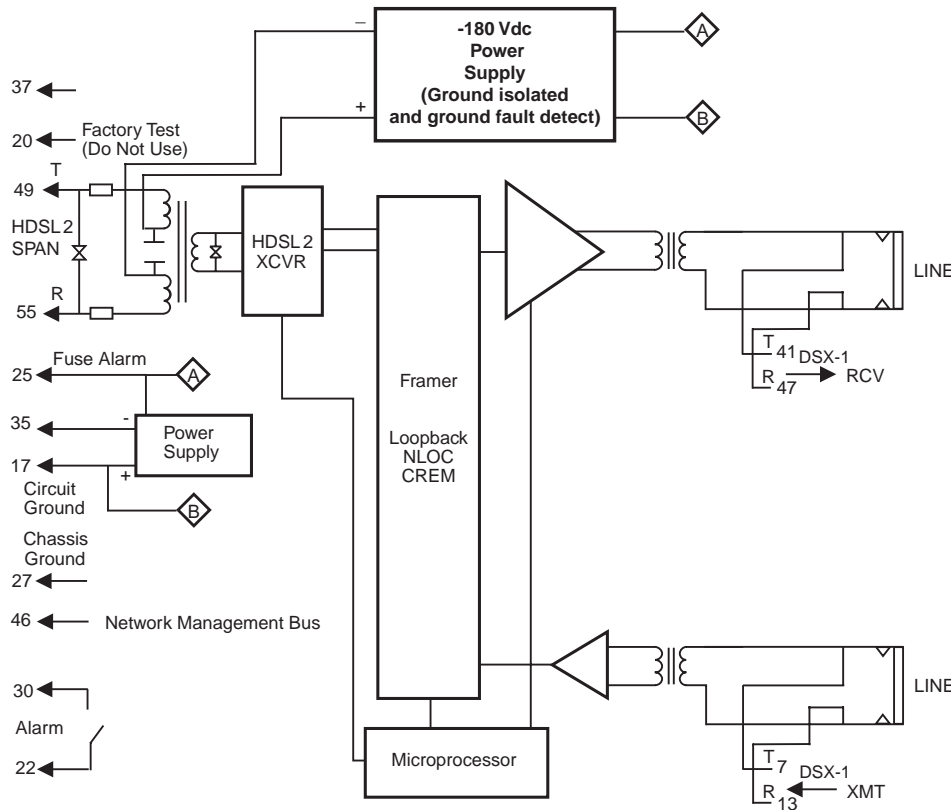 –
-180 Vdc
Power
Supply
(Ground isolated
and ground fault detect)
+
A
B
37
20
Factory Test
(Do Not Use)
T
49
HDSL2
SPAN
R
55
HDSL2
XCVR
Fuse Alarm
25
A
35
-
Power
Supply
17
+
Circuit
Ground
B
Chassis
Ground
27
46
Network Management Bus
30
Alarm
22
Framer
Loopback
NLOC
CREM
Microprocessor
LINE
T
41
DSX-1
R
47
RCV
LINE
T
7
DSX-1
R
13
XMT